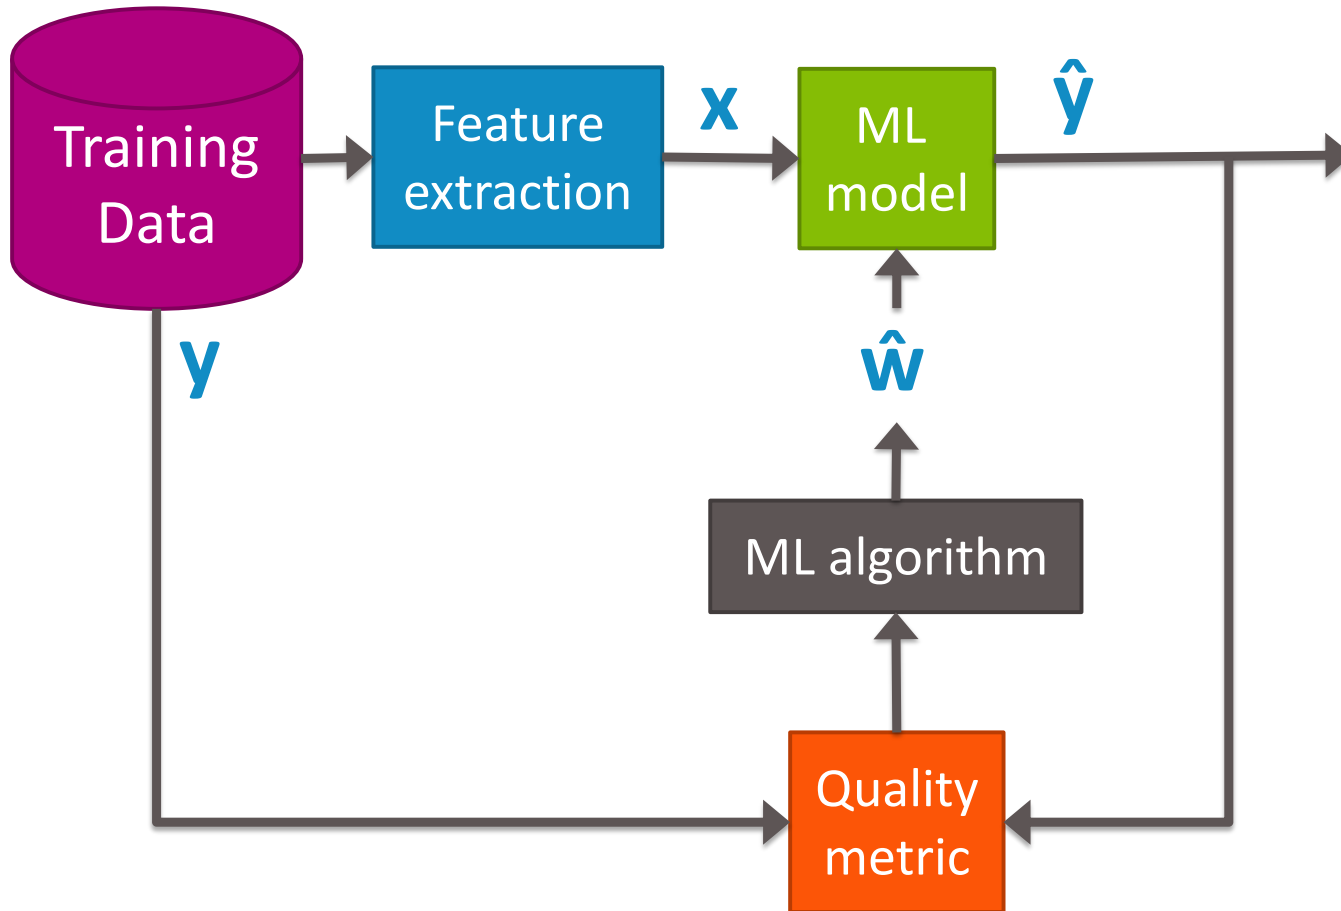 Training
Data
Feature
extraction
x
ML
model
ŷ
y
ŵ
ML algorithm
Quality
metric